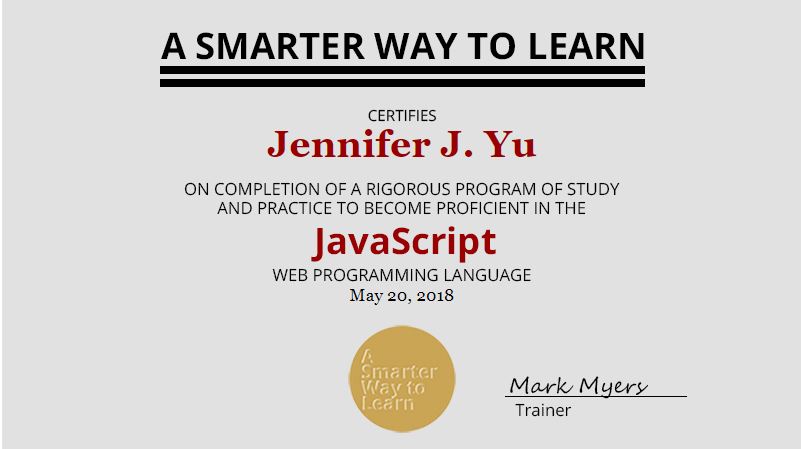 A SMARTER WAY TO LEARN
CERTIFIES
Jennifer J. Yu
ON COMPLETION OF A RIGOROUS PROGRAM OF STUDY
AND PRACTICE TO BECOME PROFICIENT IN THE
JavaScript
WEB PROGRAMMING LANGUAGE
May 20, 2018
A
Smarter
Way to
Learn
Mark Myers
Trainer